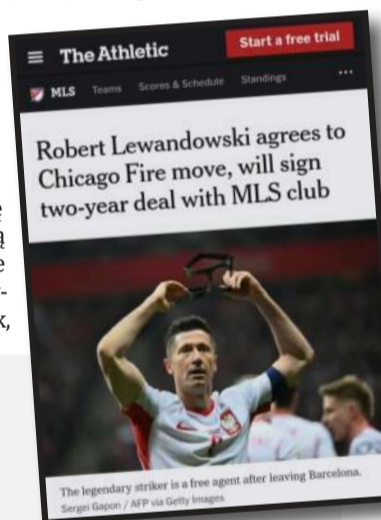 The Athletic
Start a free trial
MLS Teams Scores & Schedule Standings
Robert Lewandowski agrees to
Chicago Fire move, will sign
two-year deal with MLS club
The legendary striker is a free agent after leaving Barcelona.
Sergei Gapon / AFP via Getty Images